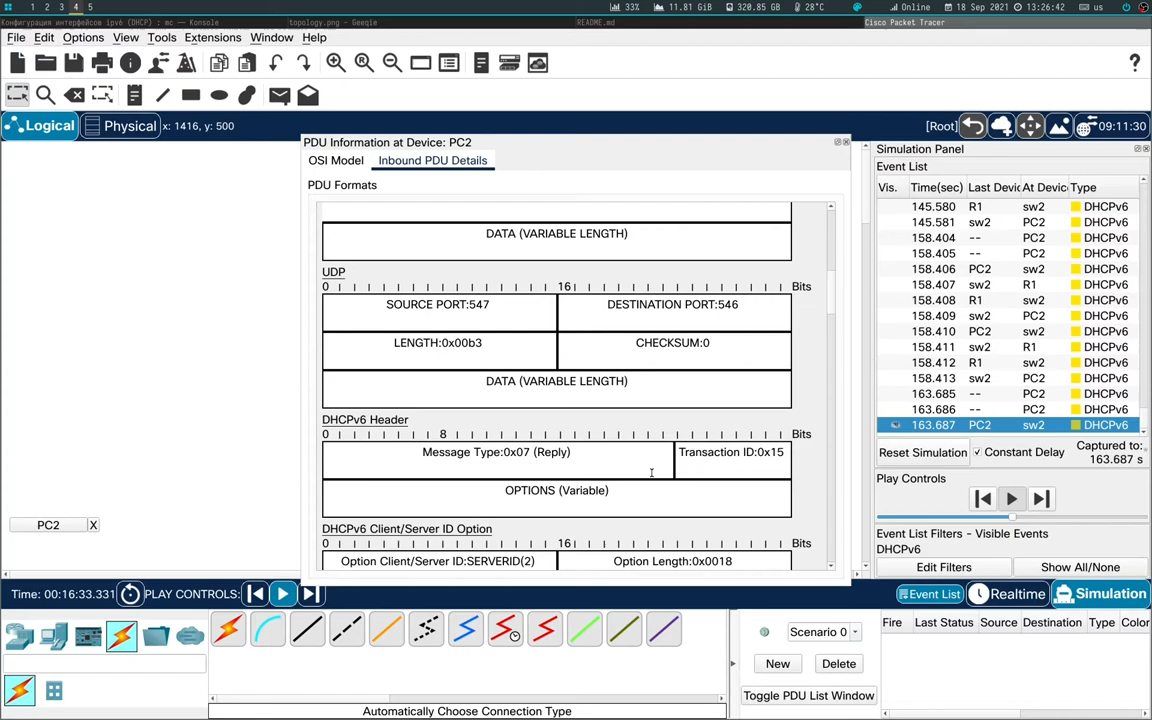 1 2 3 4 5 33% 11.81 GiB 320.85 GB 28°C Online 18 Sep 2021 13:26:42 us
Конфигурация интерфейсов ipv6 (DHCP) : mc — Konsole topology.png - Geeqie README.md Cisco Packet Tracer
File Edit Options View Tools Extensions Window Help
Logical Physical x: 1416, y: 500 [Root] 09:11:30
PDU Information at Device: PC2
OSI Model Inbound PDU Details
PDU Formats
DATA (VARIABLE LENGTH)
UDP
0 16 Bits
SOURCE PORT:547 DESTINATION PORT:546
LENGTH:0x00b3 CHECKSUM:0
DATA (VARIABLE LENGTH)
DHCPv6 Header
0 8 Bits
Message Type:0x07 (Reply) Transaction ID:0x15
OPTIONS (Variable)
DHCPv6 Client/Server ID Option
0 16 Bits
Option Client/Server ID:SERVERID(2) Option Length:0x0018
PC2 X
Simulation Panel
Event List
Vis. Time(sec) Last Devic At Device Type
145.580 R1 sw2 DHCPv6
145.581 sw2 PC2 DHCPv6
158.404 -- PC2 DHCPv6
158.405 -- PC2 DHCPv6
158.406 PC2 sw2 DHCPv6
158.407 sw2 R1 DHCPv6
158.408 R1 sw2 DHCPv6
158.409 sw2 PC2 DHCPv6
158.410 PC2 sw2 DHCPv6
158.411 sw2 R1 DHCPv6
158.412 R1 sw2 DHCPv6
158.413 sw2 PC2 DHCPv6
163.685 -- PC2 DHCPv6
163.686 -- PC2 DHCPv6
163.687 PC2 sw2 DHCPv6
Reset Simulation Constant Delay Captured to:
163.687 s
Play Controls
Event List Filters - Visible Events
DHCPv6
Edit Filters Show All/None
Time: 00:16:33.331 PLAY CONTROLS: Event List Realtime Simulation
Scenario 0
New Delete
Toggle PDU List Window
Fire Last Status Source Destination Type Color
Automatically Choose Connection Type